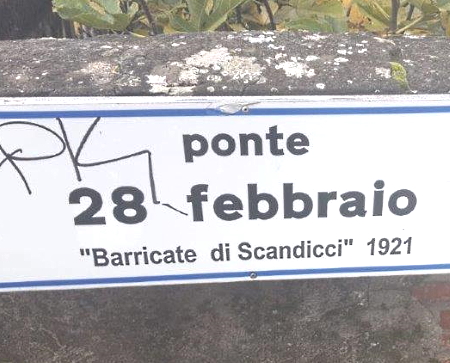 ponte
28 febbraio
"Barricate di Scandicci" 1921